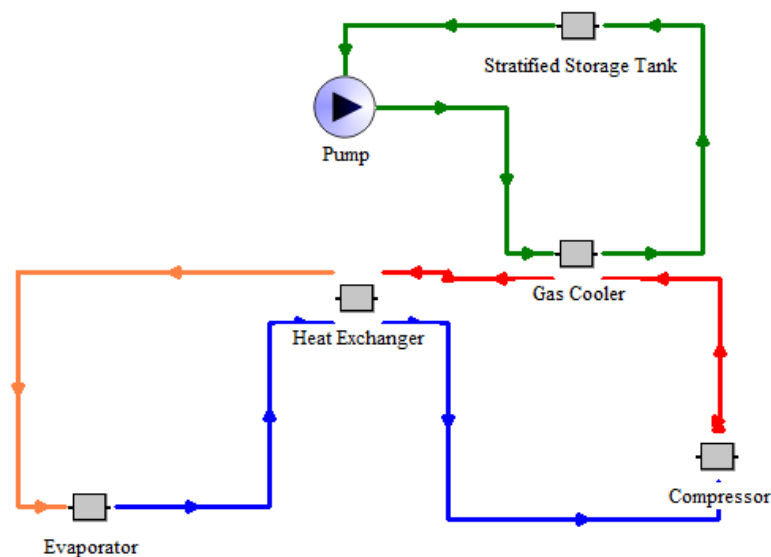 Stratified Storage Tank
Pump
Gas Cooler
Heat Exchanger
Compressor
Evaporator